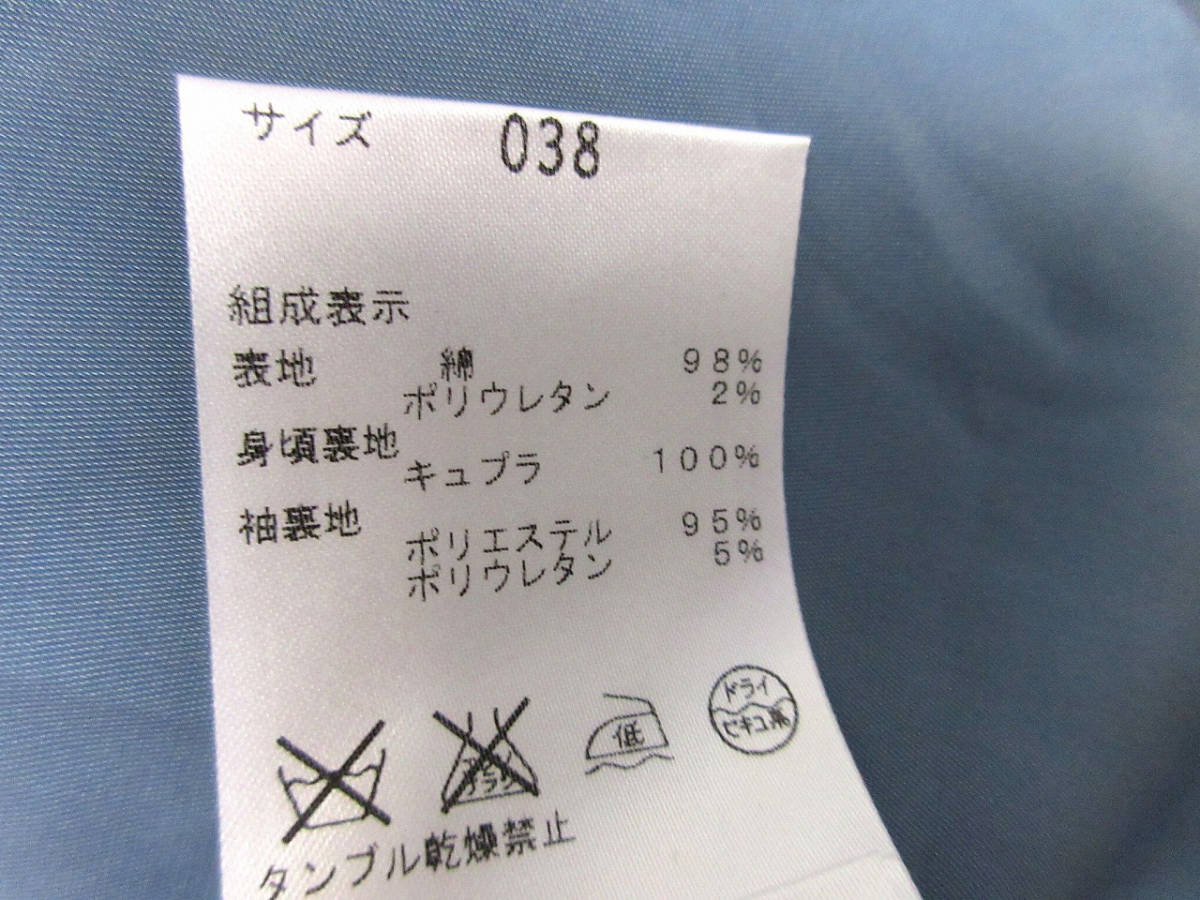 サイズ 038
組成表示
表地 綿 98%
ポリウレタン 2%
身頃裏地
キュプラ 100%
袖裏地
ポリエステル 95%
ポリウレタン 5%
低
ドライ
セキユ系
タンブル乾燥禁止